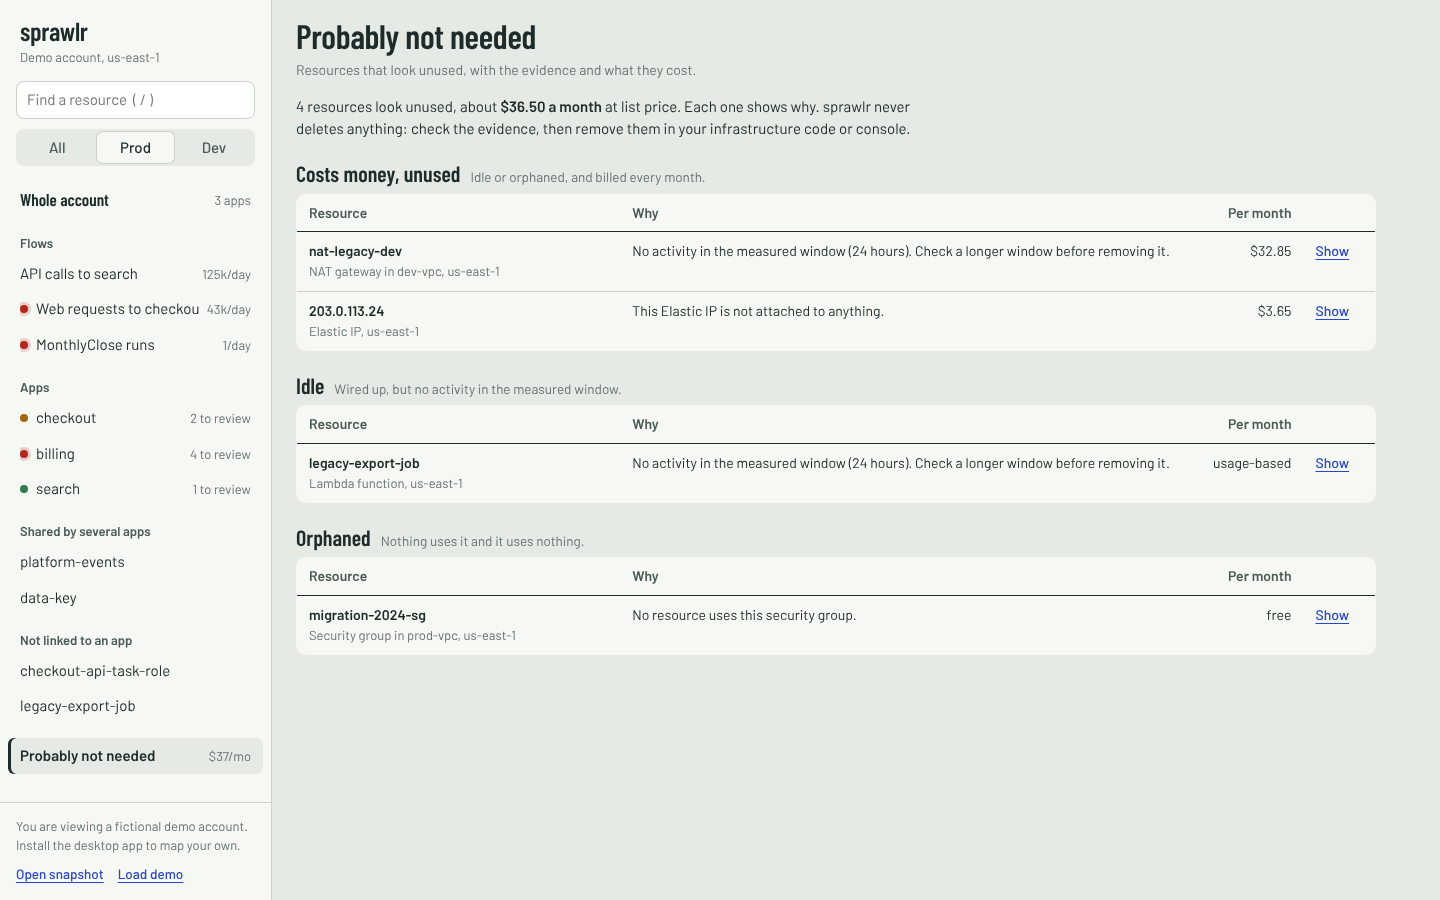 sprawlr
Demo account, us-east-1
Find a resource ( / )
All Prod Dev
Whole account 3 apps
Flows
API calls to search 125k/day
Web requests to checkou 43k/day
MonthlyClose runs 1/day
Apps
checkout 2 to review
billing 4 to review
search 1 to review
Shared by several apps
platform-events
data-key
Not linked to an app
checkout-api-task-role
legacy-export-job
Probably not needed $37/mo
You are viewing a fictional demo account.
Install the desktop app to map your own.
Open snapshot Load demo
Probably not needed
Resources that look unused, with the evidence and what they cost.
4 resources look unused, about $36.50 a month at list price. Each one shows why. sprawlr never
deletes anything: check the evidence, then remove them in your infrastructure code or console.
Costs money, unused Idle or orphaned, and billed every month.
Resource Why Per month
nat-legacy-dev No activity in the measured window (24 hours). Check a longer window before removing it. $32.85 Show
NAT gateway in dev-vpc, us-east-1
203.0.113.24 This Elastic IP is not attached to anything. $3.65 Show
Elastic IP, us-east-1
Idle Wired up, but no activity in the measured window.
Resource Why Per month
legacy-export-job No activity in the measured window (24 hours). Check a longer window before removing it. usage-based Show
Lambda function, us-east-1
Orphaned Nothing uses it and it uses nothing.
Resource Why Per month
migration-2024-sg No resource uses this security group. free Show
Security group in prod-vpc, us-east-1